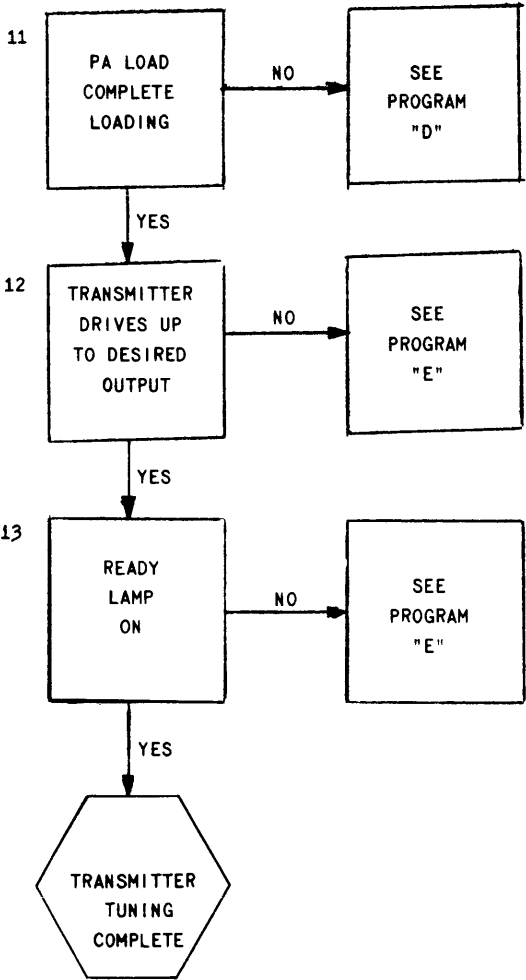 11
PA LOAD
COMPLETE
LOADING
NO
SEE
PROGRAM
"D"
YES
12
TRANSMITTER
DRIVES UP
TO DESIRED
OUTPUT
NO
SEE
PROGRAM
"E"
YES
13
READY
LAMP
ON
NO
SEE
PROGRAM
"E"
YES
TRANSMITTER
TUNING
COMPLETE